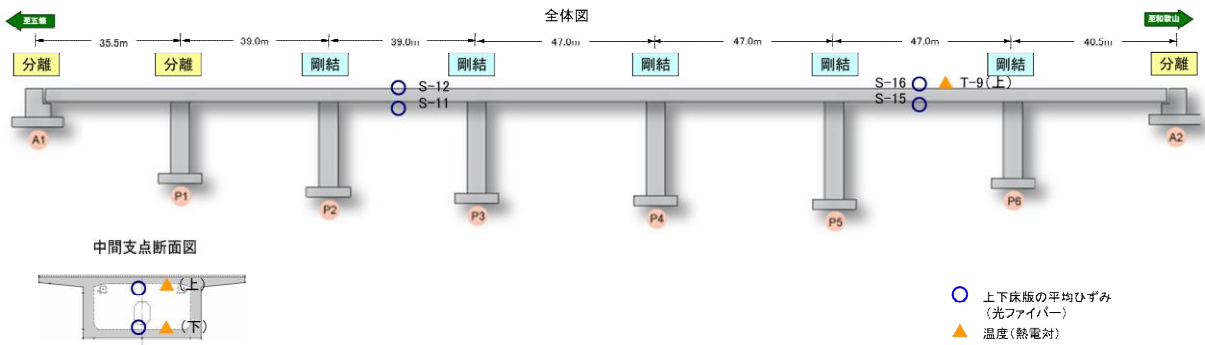 全体図
至五條
至和歌山
35.5m
39.0m
39.0m
47.0m
47.0m
47.0m
40.5m
分離
分離
剛結
剛結
剛結
剛結
剛結
分離
S-12
S-11
S-16
T-9(上)
S-15
A1
P1
P2
P3
P4
P5
P6
A2
中間支点断面図
(上)
(下)
上下床版の平均ひずみ
(光ファイバー)
温度(熱電対)